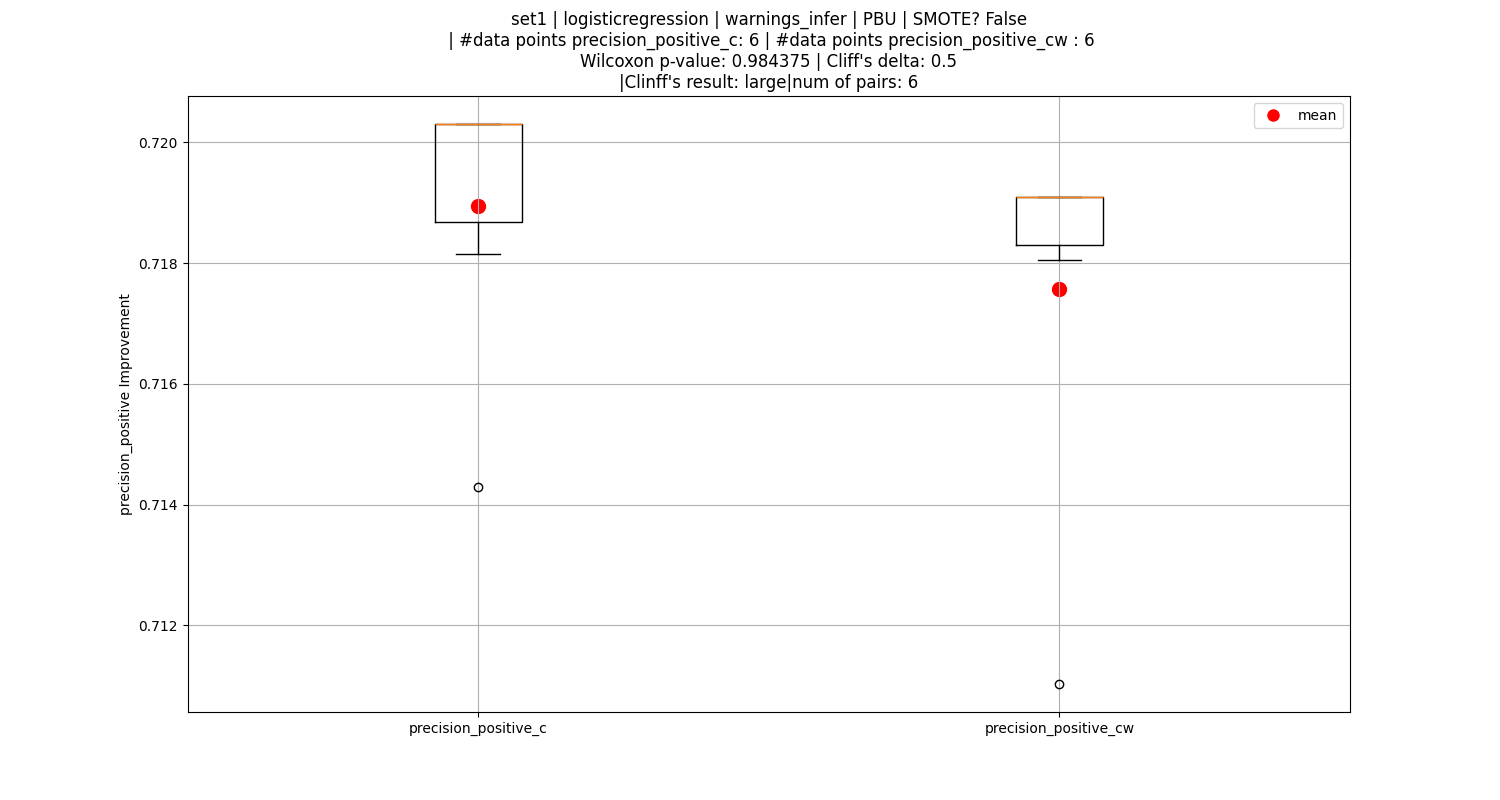 set1 | logisticregression | warnings_infer | PBU | SMOTE? False
| #data points precision_positive_c: 6 | #data points precision_positive_cw : 6
Wilcoxon p-value: 0.984375 | Cliff's delta: 0.5
|Clinff's result: large|num of pairs: 6
mean
0.720
0.718
0.716
0.714
0.712
precision_positive Improvement
precision_positive_c
precision_positive_cw